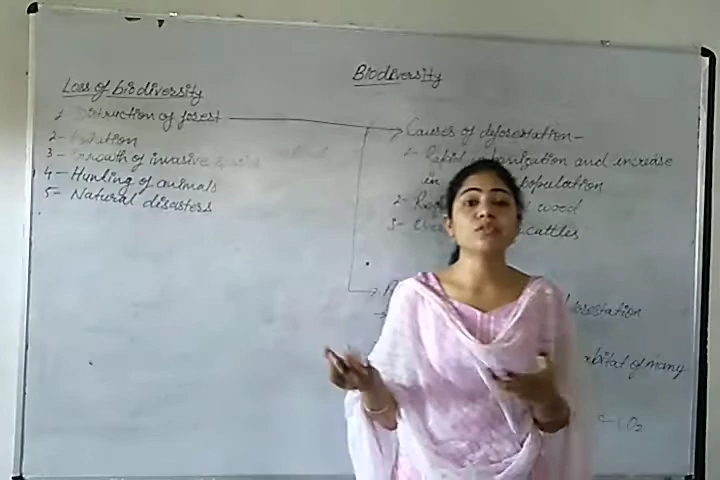 Biodiversity
Loss of biodiversity
1- Distruction of forest
2- Pollution
3- Growth of invasive
4- Hunting of animals
5- Natural disasters
Causes of deforestation-
1- Rapid urbanization and increase
in population
2- wood
3- cattles
deforestation
habitat of many
CO2